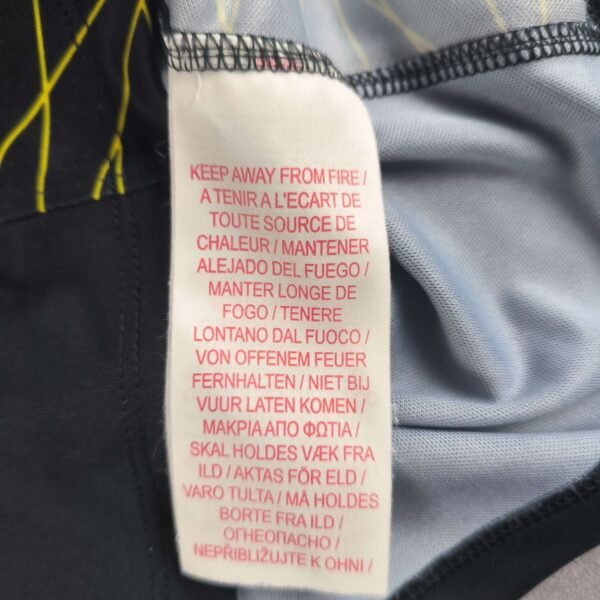 KEEP AWAY FROM FIRE /
A TENIR A L'ECART DE
TOUTE SOURCE DE
CHALEUR / MANTENER
ALEJADO DEL FUEGO /
MANTER LONGE DE
FOGO / TENERE
LONTANO DAL FUOCO /
VON OFFENEM FEUER
FERNHALTEN / NIET BIJ
VUUR LATEN KOMEN /
ΜΑΚΡΙΑ ΑΠΟ ΦΩΤΙΑ /
SKAL HOLDES VÆK FRA
ILD / AKTAS FÖR ELD /
VARO TULTA / MÅ HOLDES
BORTE FRA ILD /
ОГНЕОПАСНО /
NEPŘIBLIŽUJTE K OHNI /